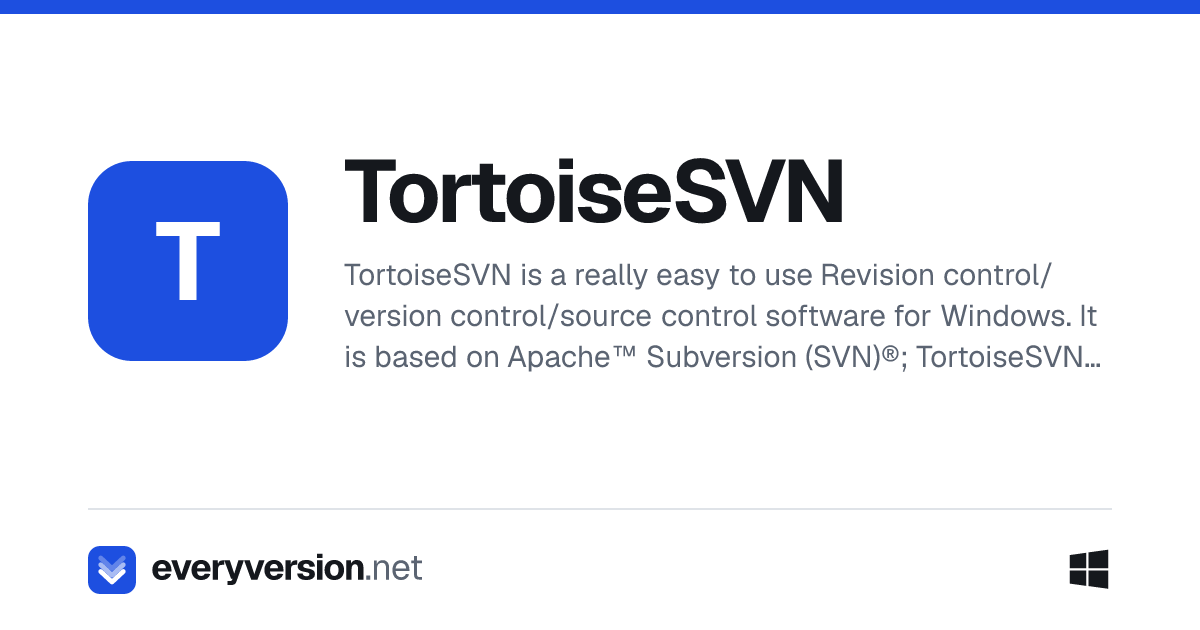 T
TortoiseSVN
TortoiseSVN is a really easy to use Revision control/
version control/source control software for Windows. It
is based on Apache™ Subversion (SVN)®; TortoiseSVN…
everyversion.net